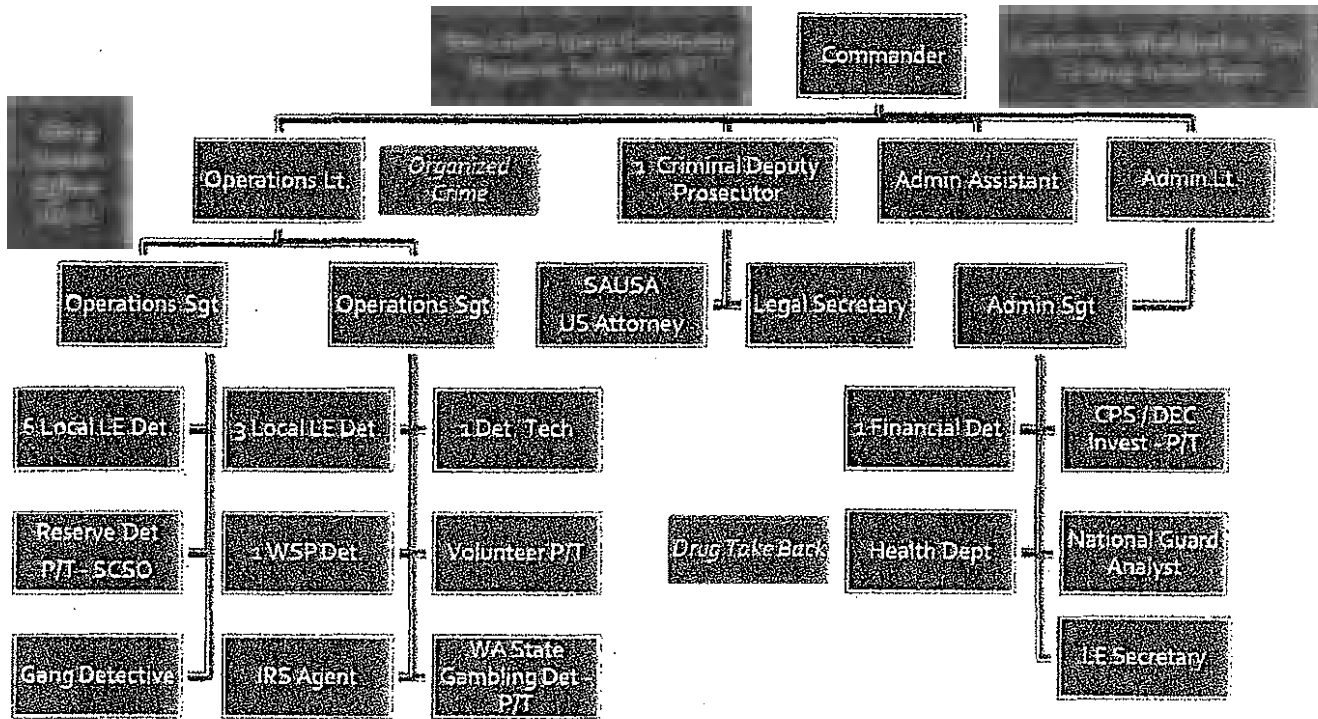 Commander
Operations Lt.
Organized
Crime
1 Criminal Deputy
Prosecutor
Admin Assistant
Admin Lt.
Operations Sgt
Operations Sgt
SAUSA
US Attorney
Legal Secretary
Admin Sgt
Local LE Det
3 Local LE Det
1 Det Tech
1 Financial Det
CPS / DEC
Invest - P/T
Reserve Det
P/T - SCSO
1 WSP Det
Volunteer P/T
Drug Take Back
Health Dept
National Guard
Analyst
Gang Detective
IRS Agent
WA State
Gambling Det -
P/T
LE Secretary